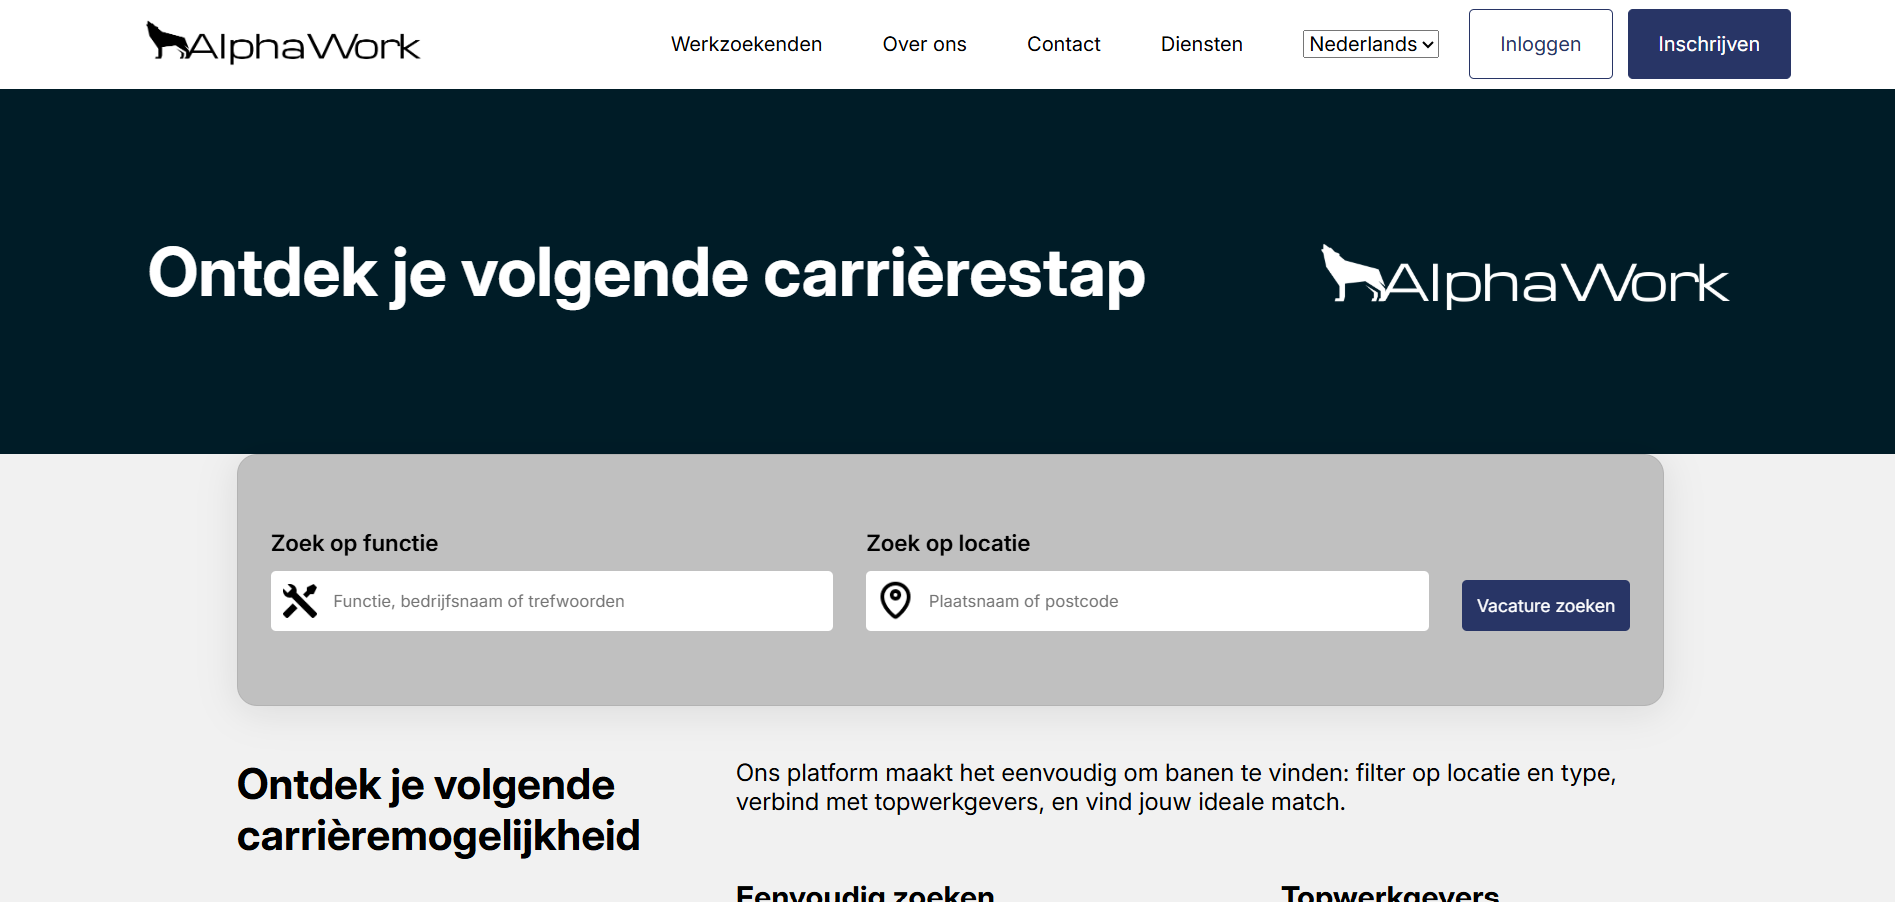 AlphaWork
Werkzoekenden
Over ons
Contact
Diensten
Nederlands
Inloggen
Inschrijven
Ontdek je volgende carrièrestap
AlphaWork
Zoek op functie
Functie, bedrijfsnaam of trefwoorden
Zoek op locatie
Plaatsnaam of postcode
Vacature zoeken
Ontdek je volgende
carrièremogelijkheid
Ons platform maakt het eenvoudig om banen te vinden: filter op locatie en type,
verbind met topwerkgevers, en vind jouw ideale match.
Eenvoudig zoeken
Topwerkgevers